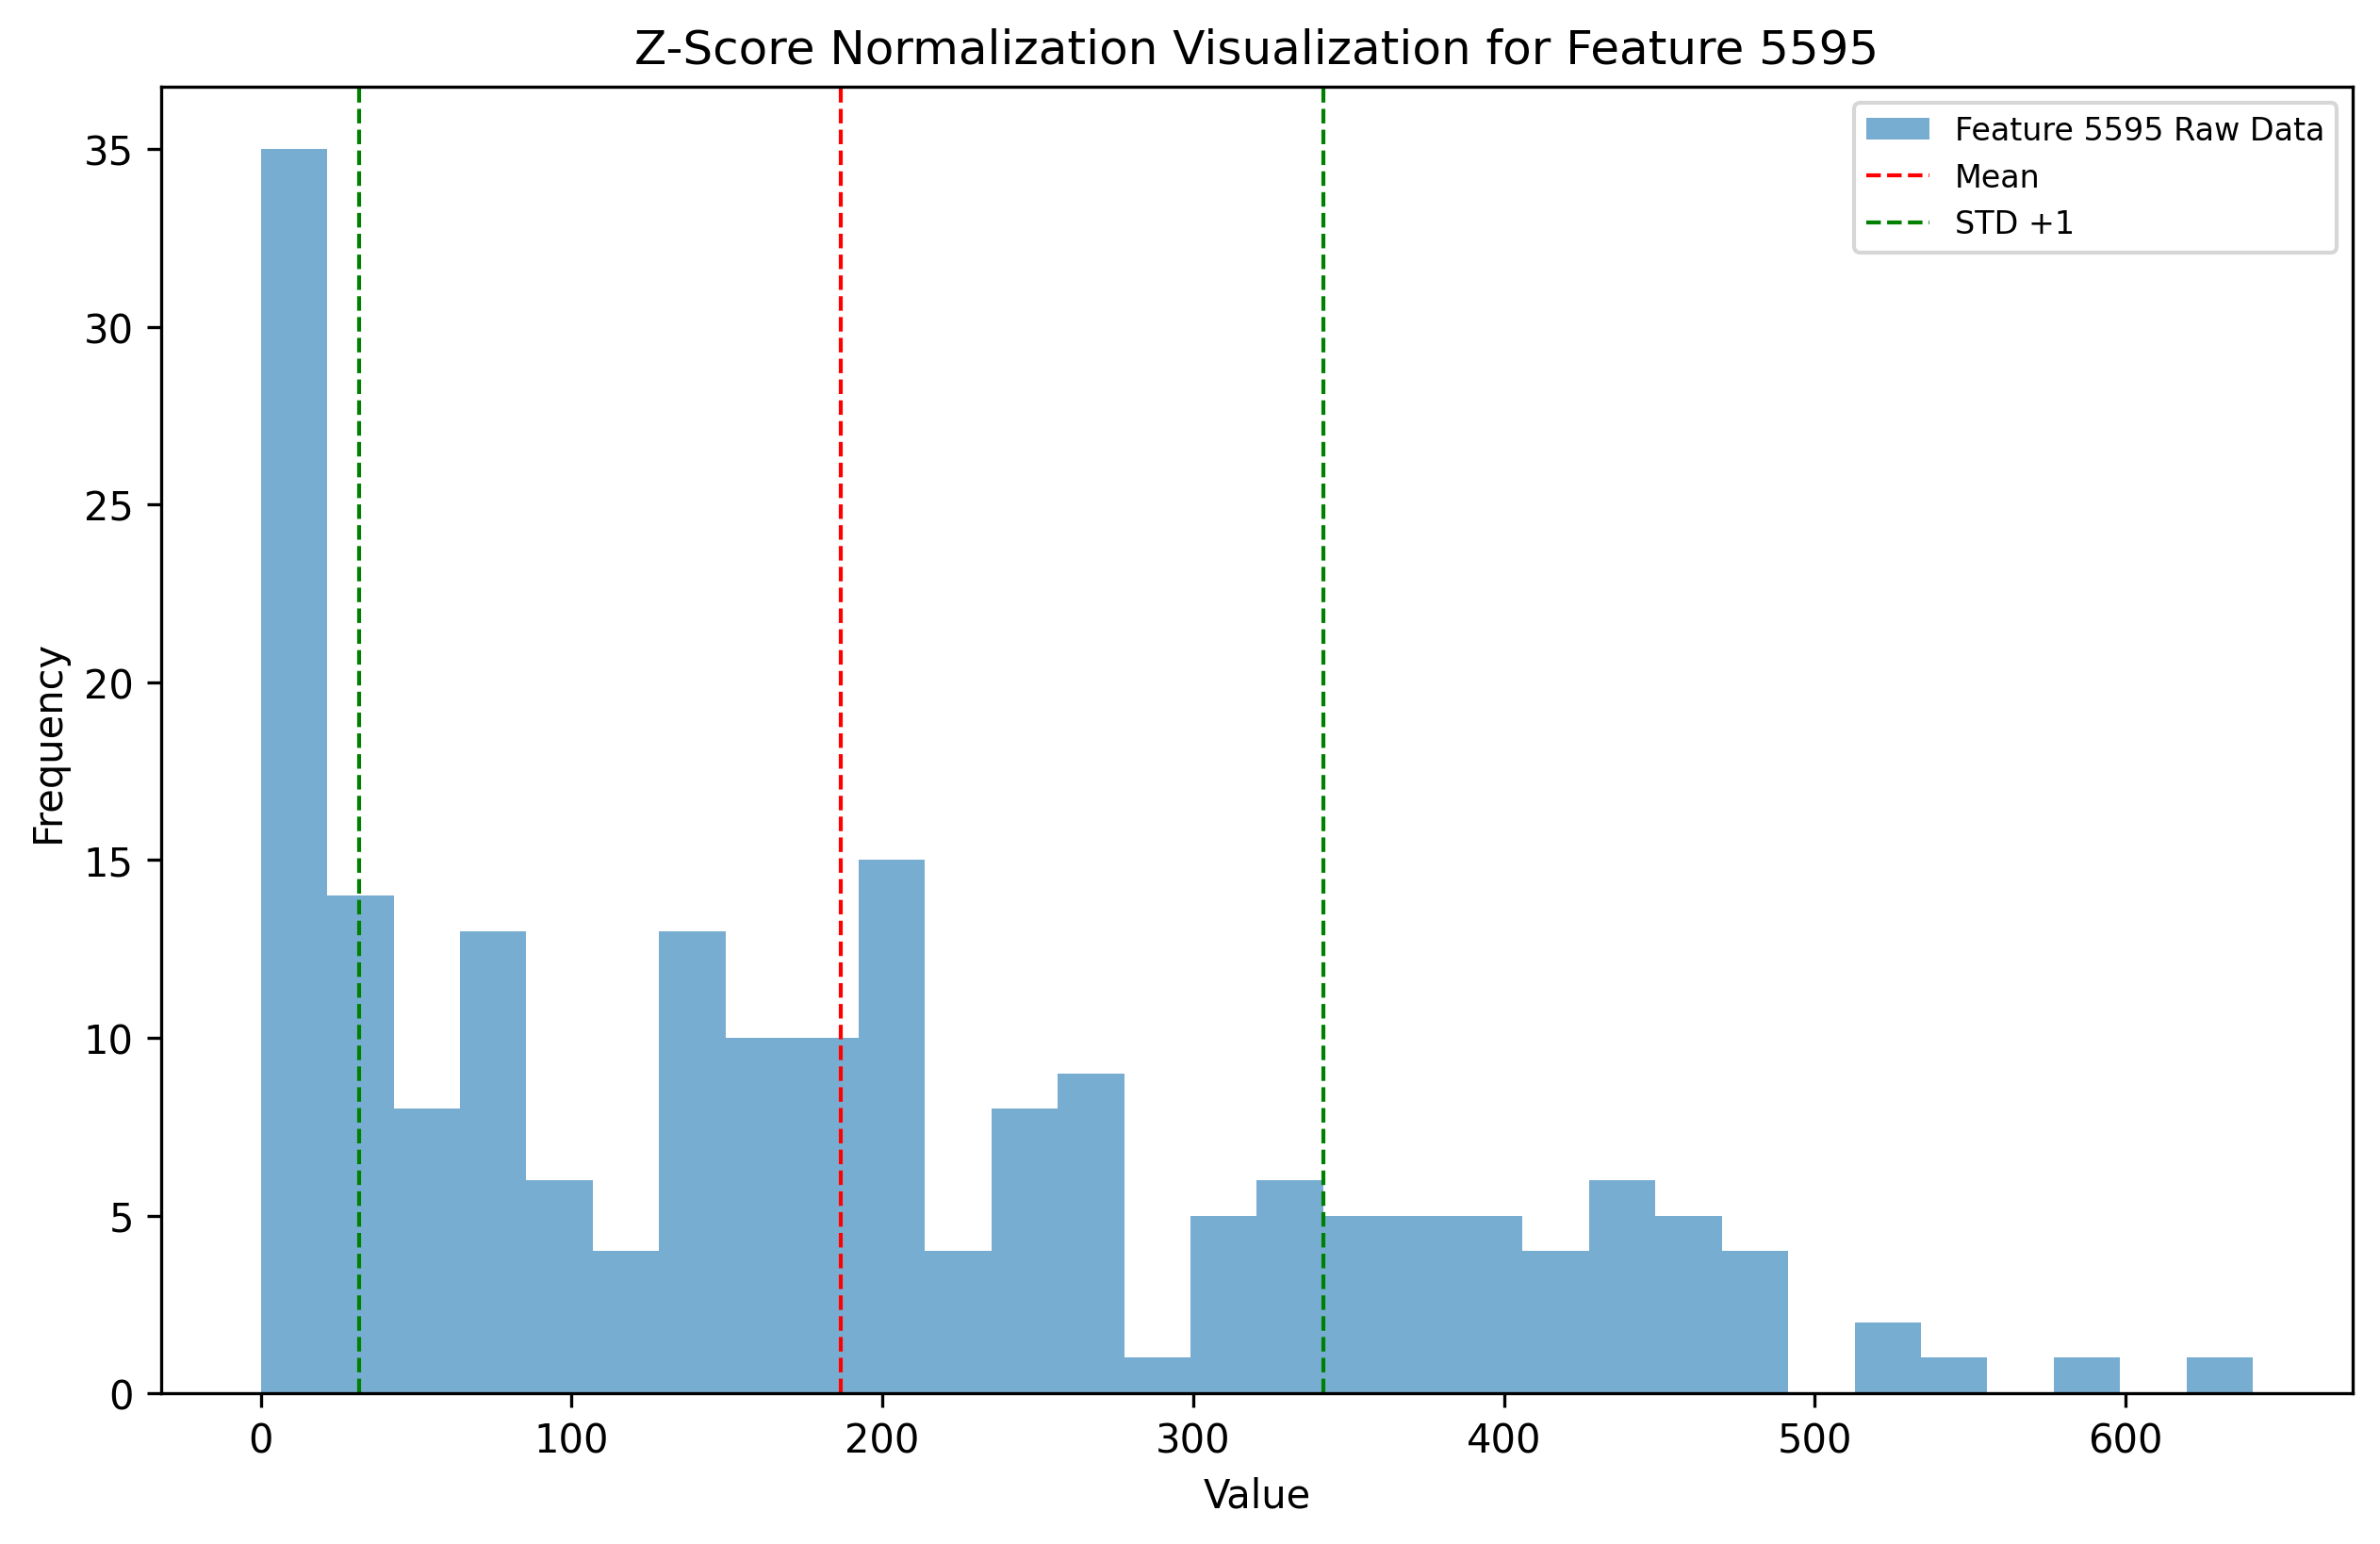 Z-Score Normalization Visualization for Feature 5595
Feature 5595 Raw Data
Mean
STD +1
35
30
25
20
15
10
5
0
Frequency
0 100 200 300 400 500 600
Value